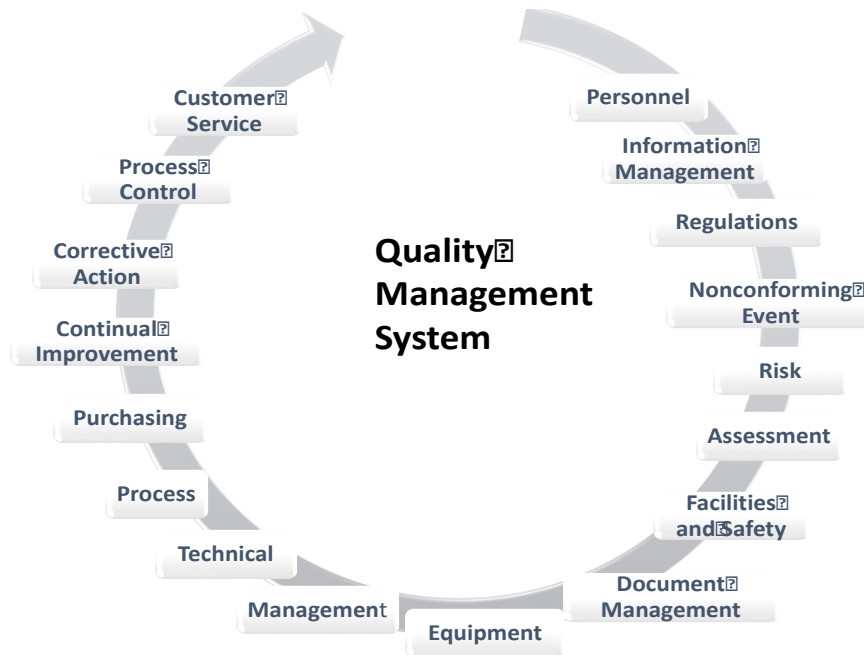 Personnel
Information
Management
Regulations
Nonconforming
Event
Risk
Assessment
Facilities
and Safety
Document
Management
Equipment
Management
Technical
Process
Purchasing
Continual
Improvement
Corrective
Action
Process
Control
Customer
Service
Quality
Management
System